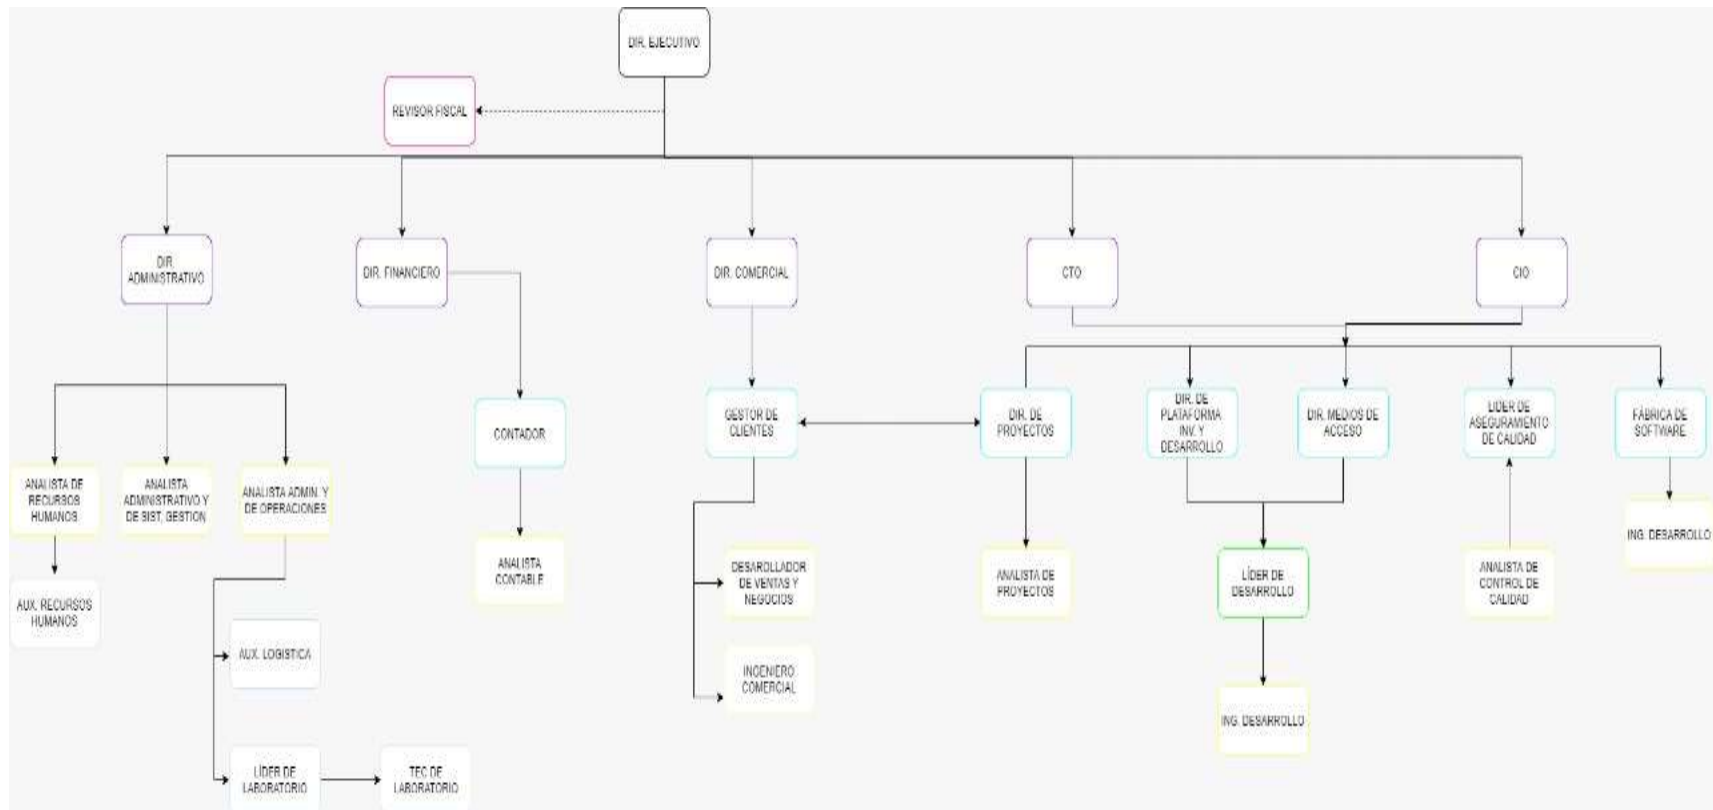 DIR. EJECUTIVO
REVISOR FISCAL
DIR.
ADMINISTRATIVO
DIR. FINANCIERO
DIR. COMERCIAL
CTO
CIO
GESTOR DE
CLIENTES
DIR. DE
PROYECTOS
DIR. DE
PLATAFORMA
INV. Y
DESARROLLO
DIR. MEDIOS DE
ACCESO
LIDER DE
ASEGURAMIENTO
DE CALIDAD
FÁBRICA DE
SOFTWARE
CONTADOR
ANALISTA DE
RECURSOS
HUMANOS
ANALISTA
ADMINISTRATIVO Y
DE SIST, GESTION
ANALISTA ADMIN. Y
DE OPERACIONES
ING. DESARROLLO
ANALISTA
CONTABLE
DESAROLLADOR
DE VENTAS Y
NEGOCIOS
ANALISTA DE
PROYECTOS
LÍDER DE
DESARROLLO
ANALISTA DE
CONTROL DE
CALIDAD
AUX. RECURSOS
HUMANOS
AUX. LOGISTICA
INGENIERO
COMERCIAL
ING. DESARROLLO
LÍDER DE
LABORATORIO
TEC DE
LABORATORIO